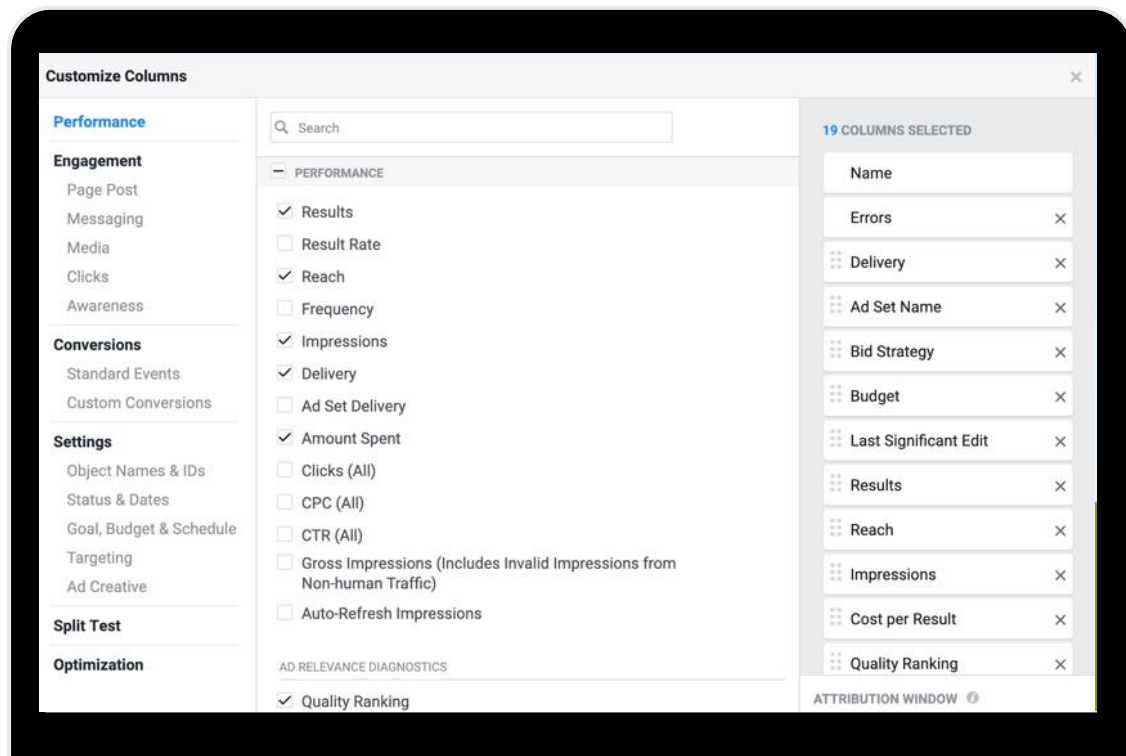 Customize Columns
Performance
Engagement
Page Post
Messaging
Media
Clicks
Awareness
Conversions
Standard Events
Custom Conversions
Settings
Object Names & IDs
Status & Dates
Goal, Budget & Schedule
Targeting
Ad Creative
Split Test
Optimization
Search
PERFORMANCE
Results
Result Rate
Reach
Frequency
Impressions
Delivery
Ad Set Delivery
Amount Spent
Clicks (All)
CPC (All)
CTR (All)
Gross Impressions (Includes Invalid Impressions from
Non-human Traffic)
Auto-Refresh Impressions
AD RELEVANCE DIAGNOSTICS
Quality Ranking
19 COLUMNS SELECTED
Name
Errors
Delivery
Ad Set Name
Bid Strategy
Budget
Last Significant Edit
Results
Reach
Impressions
Cost per Result
Quality Ranking
ATTRIBUTION WINDOW